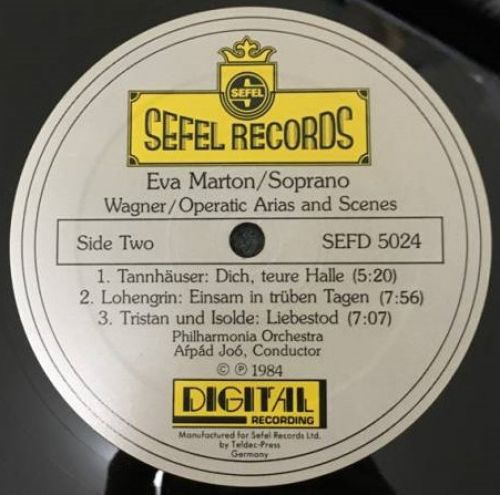 SEFEL
SEFEL RECORDS
Eva Marton/Soprano
Wagner/Operatic Arias and Scenes
Side Two SEFD 5024
1. Tannhäuser: Dich, teure Halle (5:20)
2. Lohengrin: Einsam in trüben Tagen (7:56)
3. Tristan und Isolde: Liebestod (7:07)
Philharmonia Orchestra
Aŕpád Joó, Conductor
© ℗ 1984
DIGITAL
RECORDING
Manufactured for Sefel Records Ltd.
by Teldec-Press
Germany